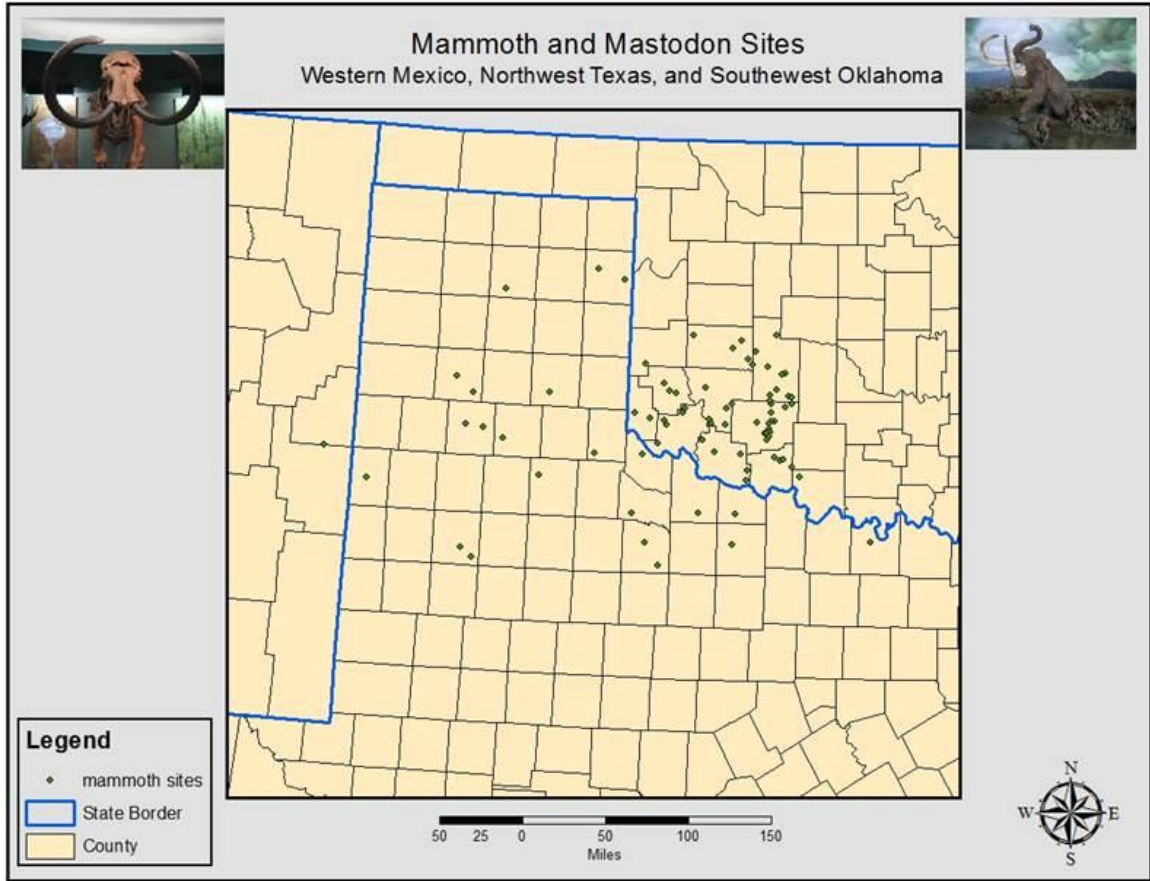 Mammoth and Mastodon Sites
Western Mexico, Northwest Texas, and Southewest Oklahoma
Legend
mammoth sites
State Border
County
50 25 0 50 100 150
Miles
N
W E
S